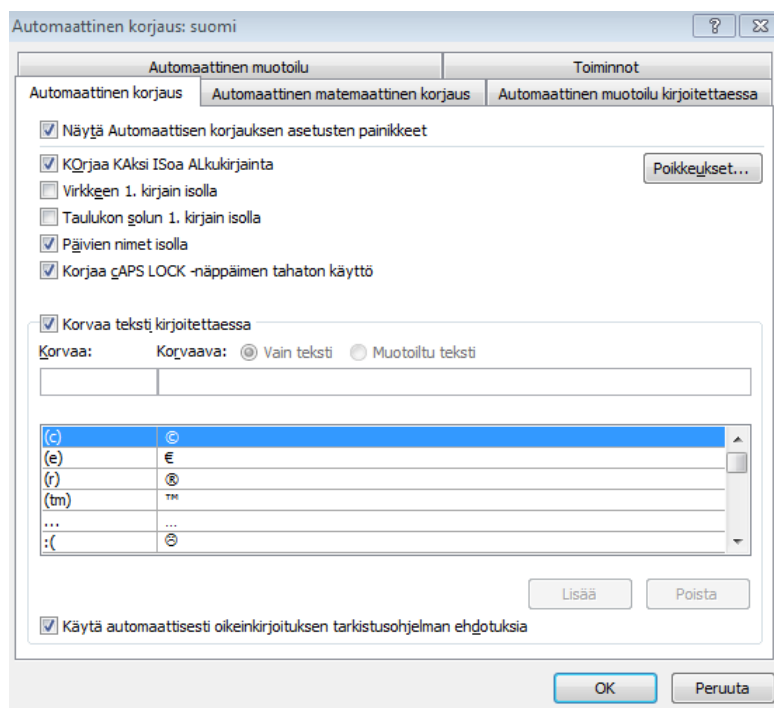 Automaattinen korjaus: suomi
Automaattinen muotoilu Toiminnot
Automaattinen korjaus Automaattinen matemaattinen korjaus Automaattinen muotoilu kirjoitettaessa
Näytä Automaattisen korjauksen asetusten painikkeet
KOrjaa KAksi ISoa ALkukirjainta Poikkeukset...
Virkkeen 1. kirjain isolla
Taulukon solun 1. kirjain isolla
Päivien nimet isolla
Korjaa cAPS LOCK -näppäimen tahaton käyttö
Korvaa teksti kirjoitettaessa
Korvaa: Korvaava: Vain teksti Muotoiltu teksti
(c) ©
(e) €
(r) ®
(tm) ™
... …
:( ☹
Lisää Poista
Käytä automaattisesti oikeinkirjoituksen tarkistusohjelman ehdotuksia
OK Peruuta